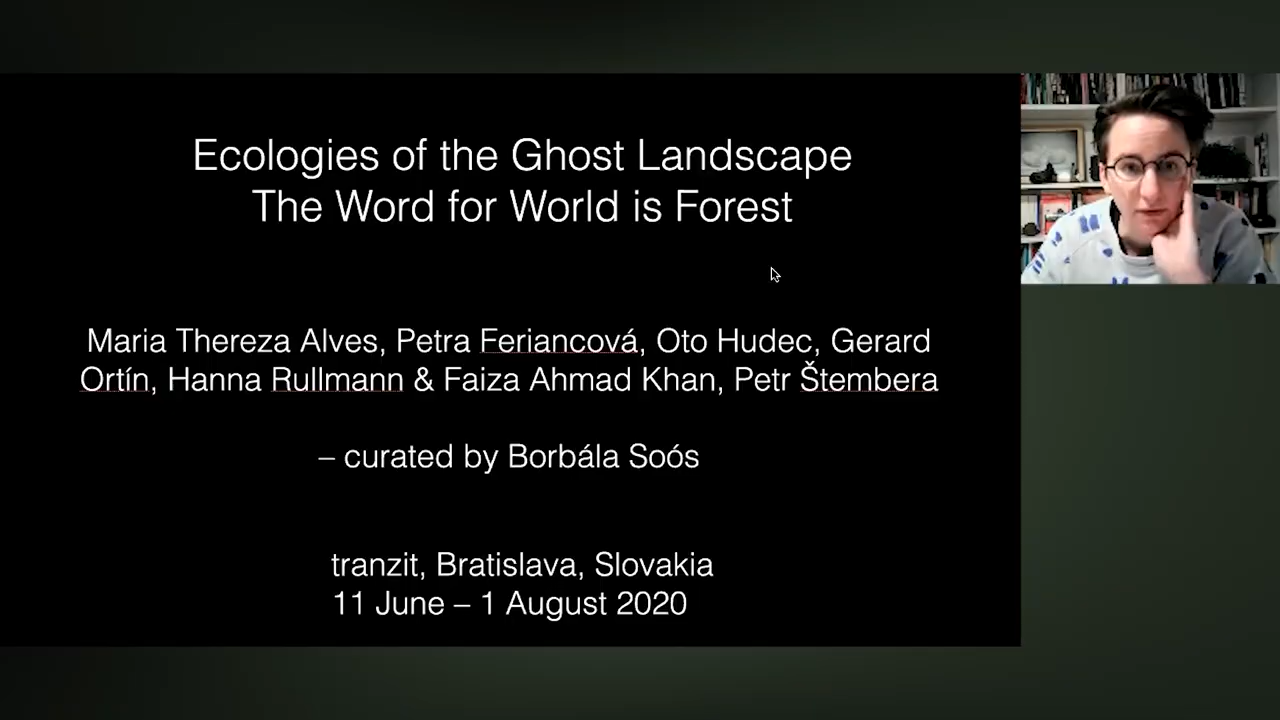 Ecologies of the Ghost Landscape
The Word for World is Forest
Maria Thereza Alves, Petra Feriancová, Oto Hudec, Gerard
Ortín, Hanna Rullmann & Faiza Ahmad Khan, Petr Štembera
– curated by Borbála Soós
tranzit, Bratislava, Slovakia
11 June – 1 August 2020